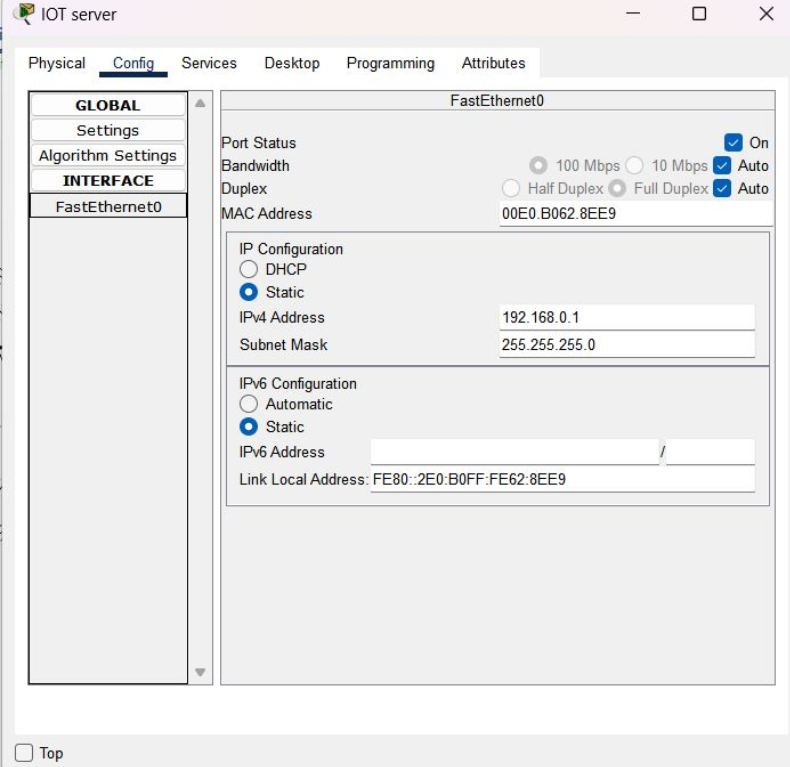 IOT server
Physical Config Services Desktop Programming Attributes
GLOBAL
Settings
Algorithm Settings
INTERFACE
FastEthernet0
FastEthernet0
Port Status On
Bandwidth 100 Mbps 10 Mbps Auto
Duplex Half Duplex Full Duplex Auto
MAC Address 00E0.B062.8EE9
IP Configuration
DHCP
Static
IPv4 Address 192.168.0.1
Subnet Mask 255.255.255.0
IPv6 Configuration
Automatic
Static
IPv6 Address /
Link Local Address: FE80::2E0:B0FF:FE62:8EE9
Top